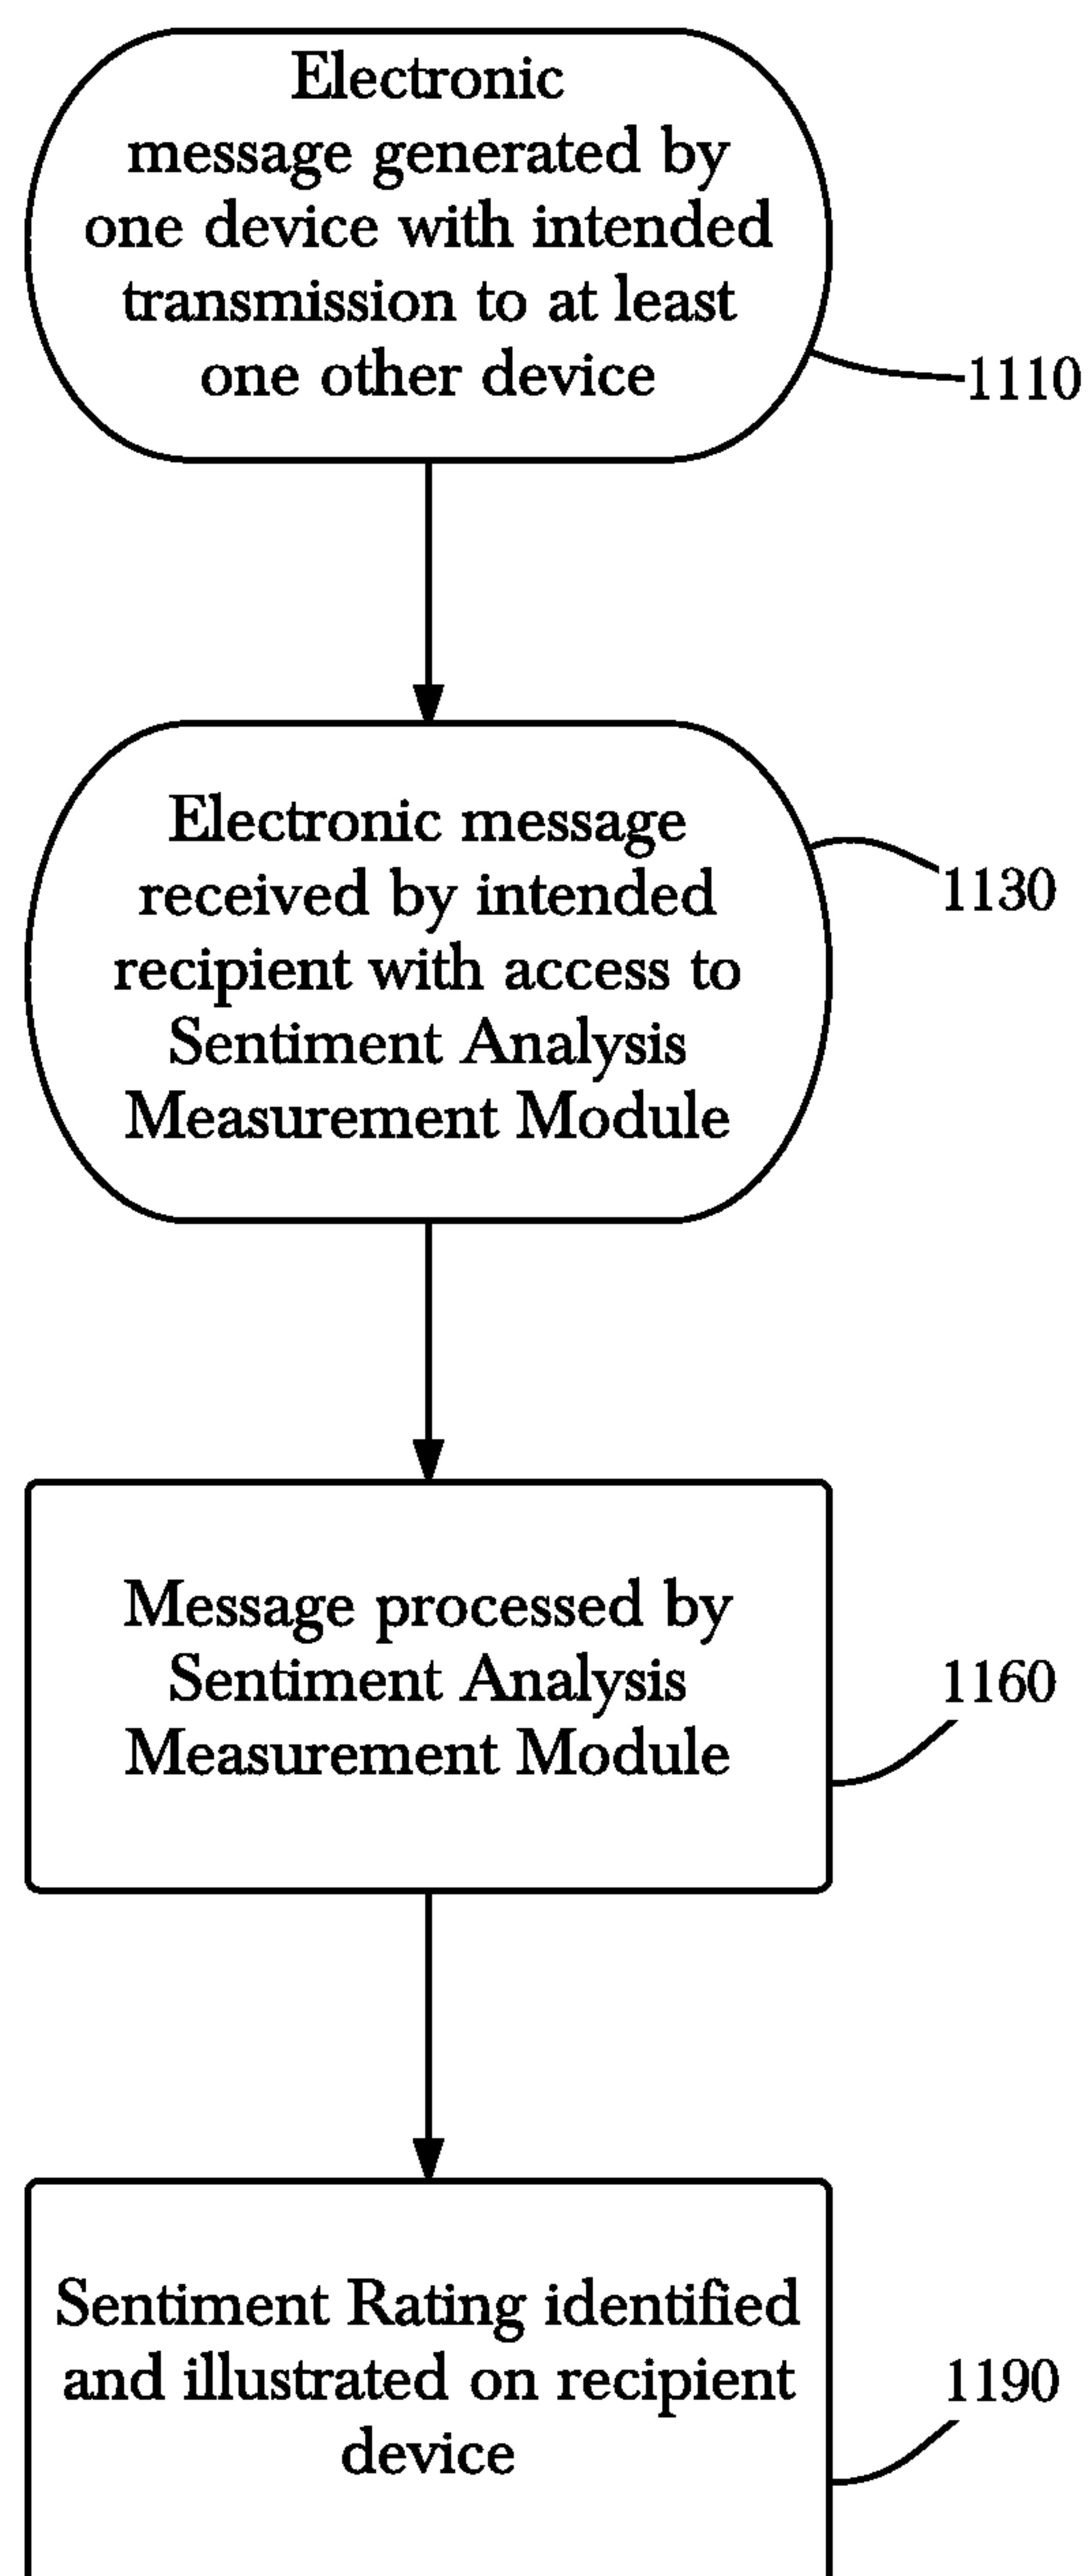 Electronic
message generated by
one device with intended
transmission to at least
one other device
1110
Electronic message
received by intended
recipient with access to
Sentiment Analysis
Measurement Module
1130
Message processed by
Sentiment Analysis
Measurement Module
1160
Sentiment Rating identified
and illustrated on recipient
device
1190